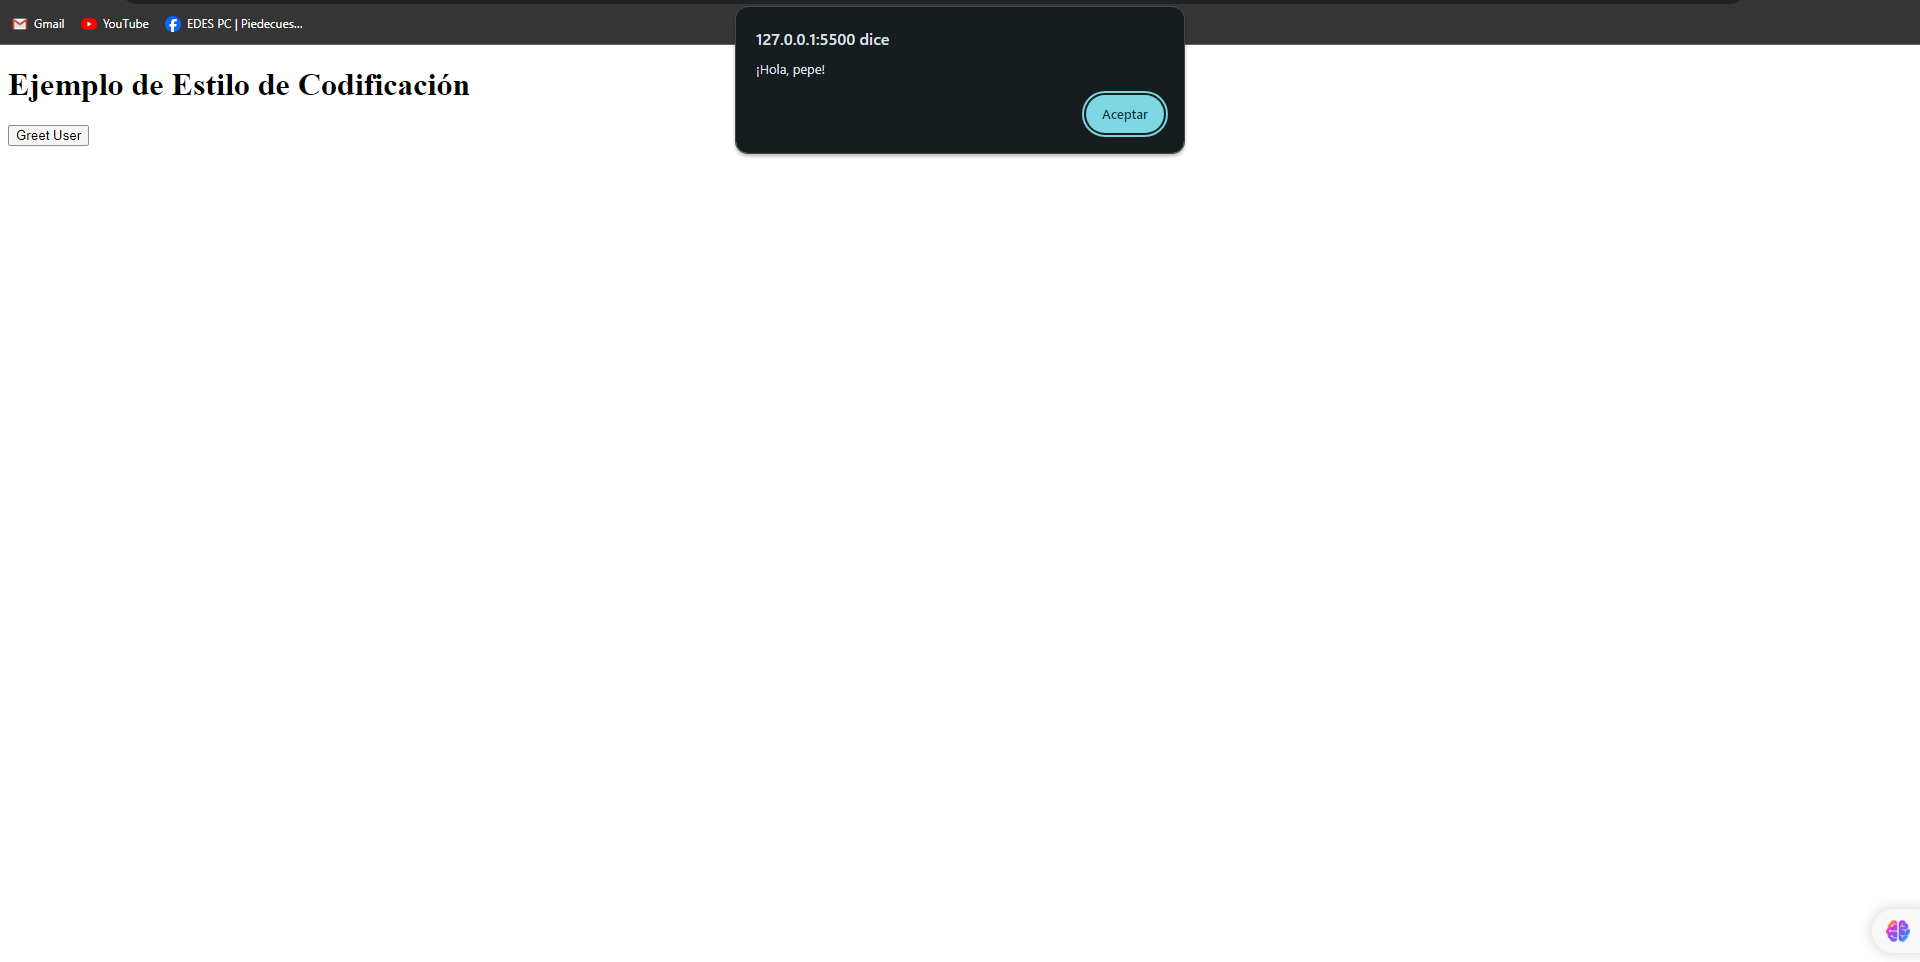 Gmail YouTube EDES PC | Piedecues...
127.0.0.1:5500 dice
¡Hola, pepe!
Aceptar
Ejemplo de Estilo de Codificación
Greet User